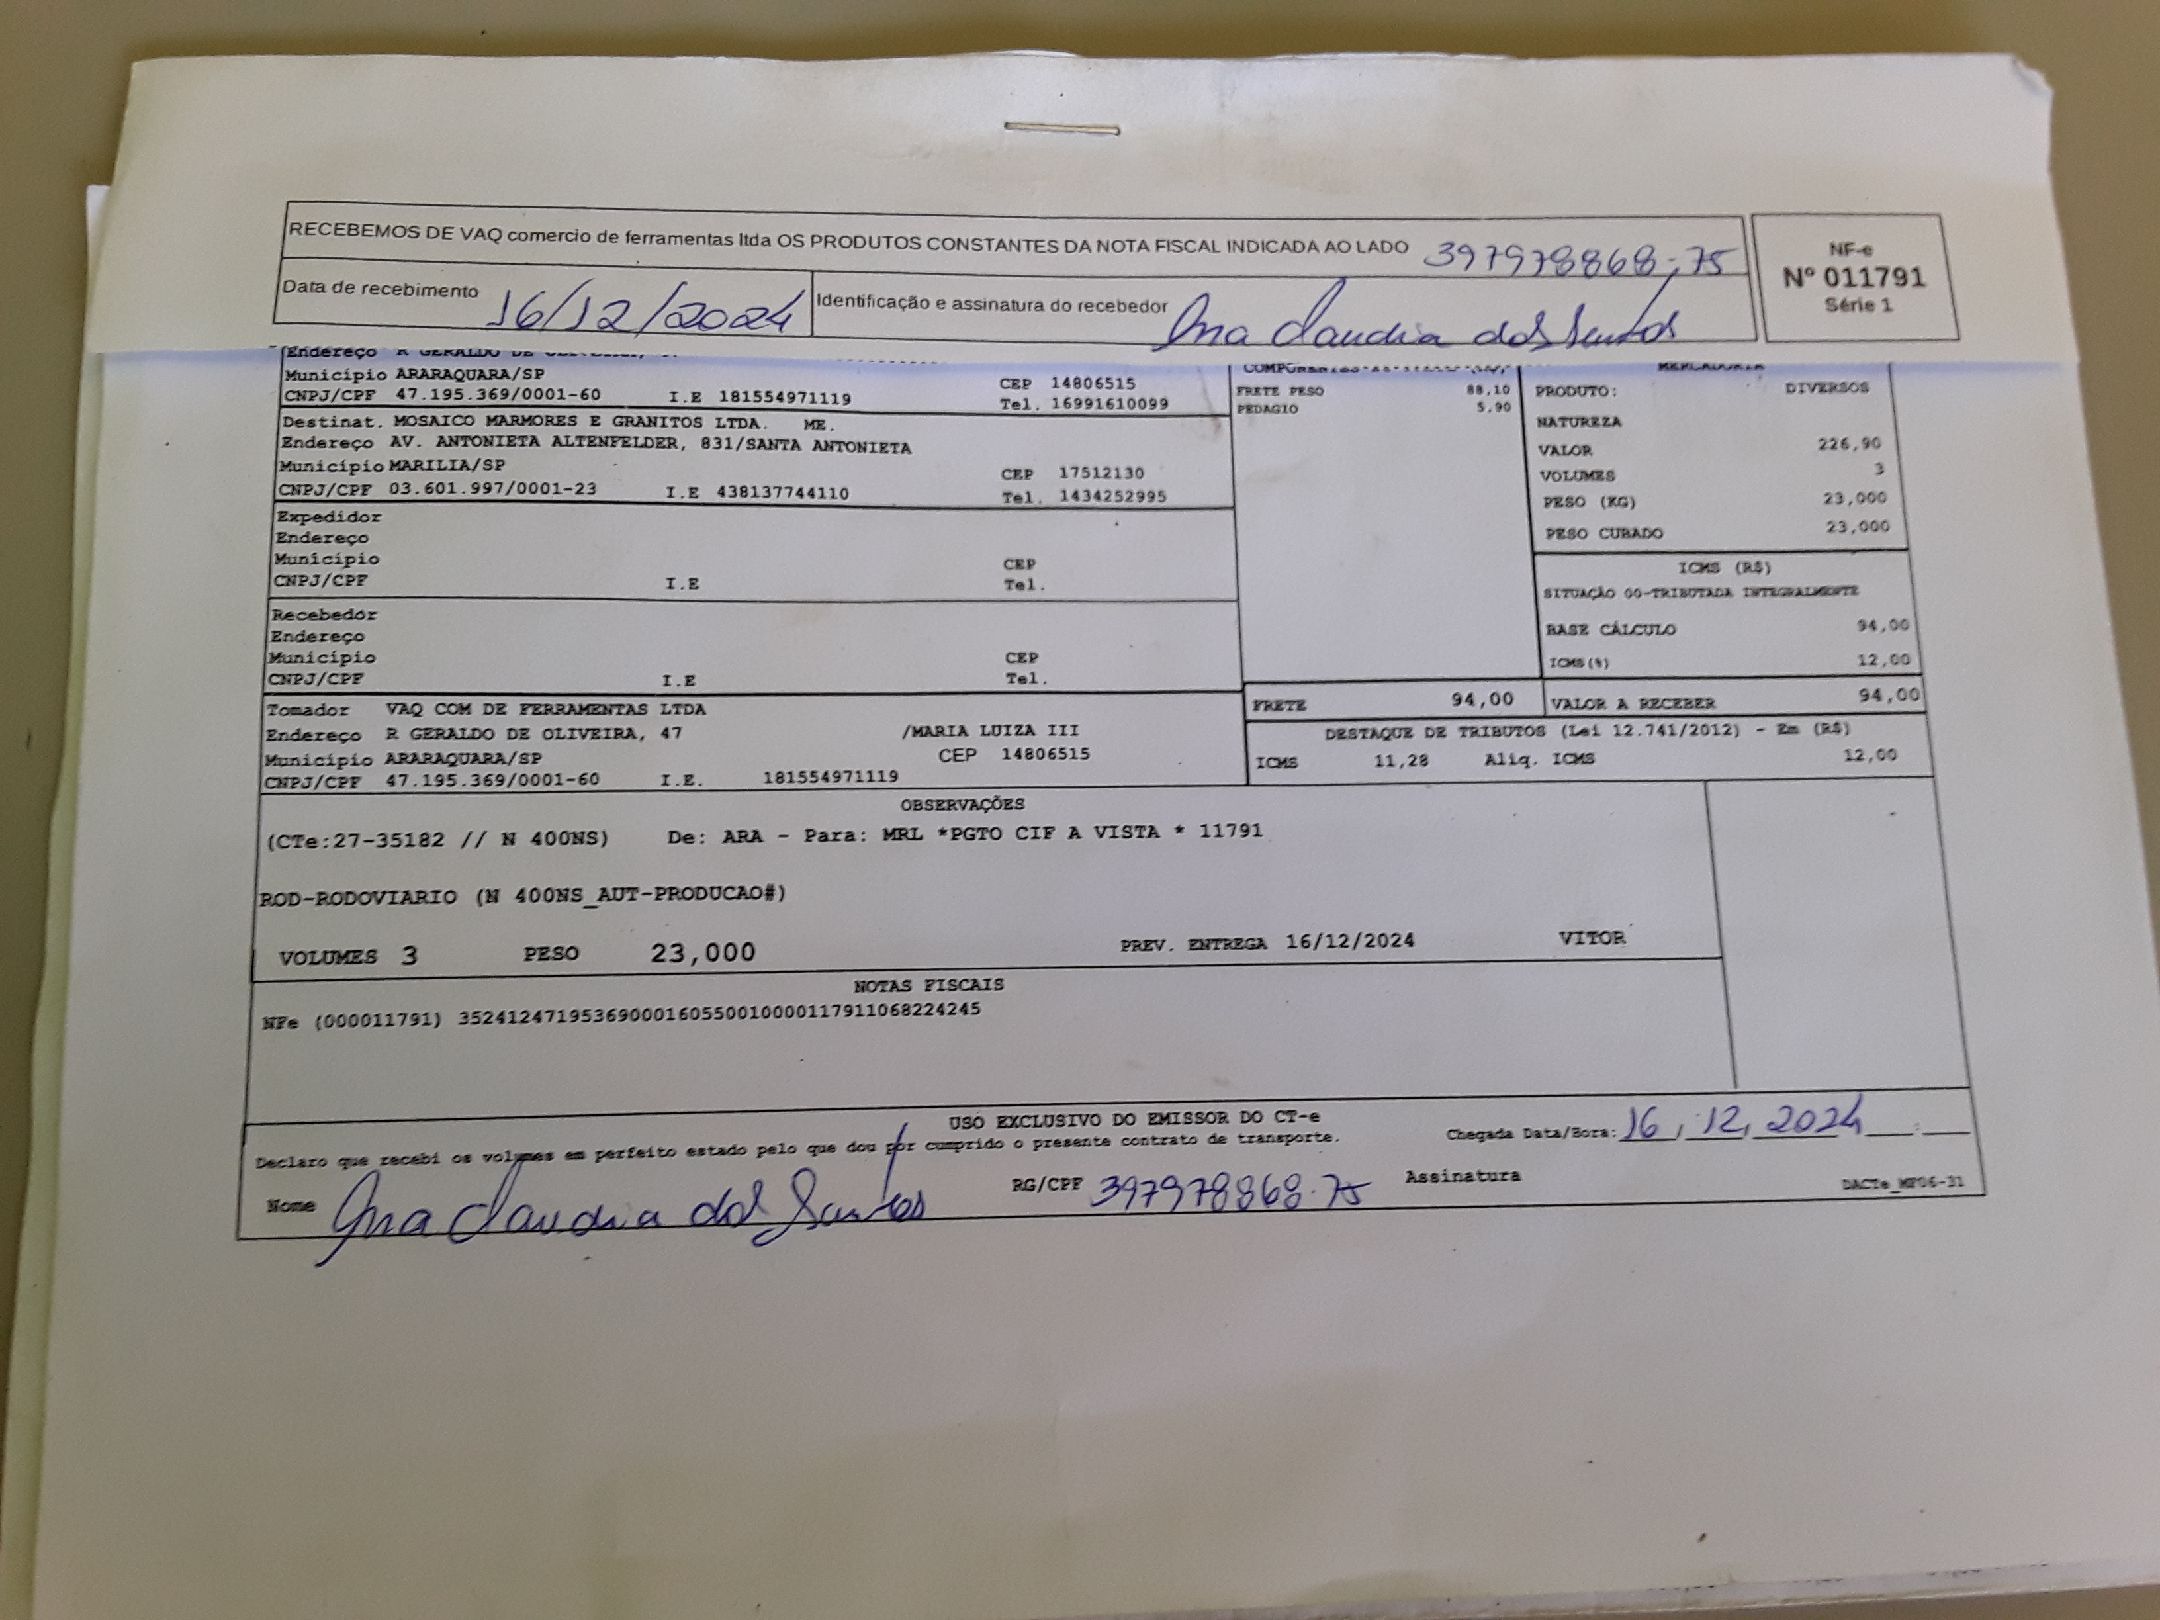 RECEBEMOS DE VAQ comercio de ferramentas ltda OS PRODUTOS CONSTANTES DA NOTA FISCAL INDICADA AO LADO 397978868-75
Data de recebimento 16/12/2024 Identificação e assinatura do recebedor Ana Claudia dos Santos
NF-e
Nº 011791
Série 1
Endereço R GERALDO DE OLIVEIRA,
Município ARARAQUARA/SP CEP 14806515
CNPJ/CPF 47.195.369/0001-60 I.E 181554971119 Tel. 16991610099
Destinat. MOSAICO MARMORES E GRANITOS LTDA. ME.
Endereço AV. ANTONIETA ALTENFELDER, 831/SANTA ANTONIETA
Município MARILIA/SP CEP 17512130
CNPJ/CPF 03.601.997/0001-23 I.E 438137744110 Tel. 1434252995
Expedidor
Endereço
Município CEP
CNPJ/CPF I.E Tel.
Recebedor
Endereço
Município CEP
CNPJ/CPF I.E Tel.
Tomador VAQ COM DE FERRAMENTAS LTDA
Endereço R GERALDO DE OLIVEIRA, 47 /MARIA LUIZA III
Município ARARAQUARA/SP CEP 14806515
CNPJ/CPF 47.195.369/0001-60 I.E. 181554971119
FRETE PESO 88,10
PEDAGIO 5,90
MERCADORIA
PRODUTO: DIVERSOS
NATUREZA
VALOR 226,90
VOLUMES 3
PESO (KG) 23,000
PESO CUBADO 23,000
ICMS (R$)
SITUAÇÃO 00-TRIBUTADA INTEGRALMENTE
BASE CÁLCULO 94,00
ICMS(%) 12,00
FRETE 94,00 VALOR A RECEBER 94,00
DESTAQUE DE TRIBUTOS (Lei 12.741/2012) - Em (R$)
ICMS 11,28 Aliq. ICMS 12,00
OBSERVAÇÕES
(CTe:27-35182 // N 400NS) De: ARA - Para: MRL *PGTO CIF A VISTA * 11791
ROD-RODOVIARIO (N 400NS_AUT-PRODUCAO#)
VOLUMES 3 PESO 23,000 PREV. ENTREGA 16/12/2024 VITOR
NOTAS FISCAIS
NFe (000011791) 35241247195369000160550010000117911068224245
USO EXCLUSIVO DO EMISSOR DO CT-e
Declaro que recebi os volumes em perfeito estado pelo que dou por cumprido o presente contrato de transporte. Chegada Data/Hora: 16, 12, 2024 __:__
Nome Ana Claudia dos Santos RG/CPF 397978868-75 Assinatura DACTe_MF06-31